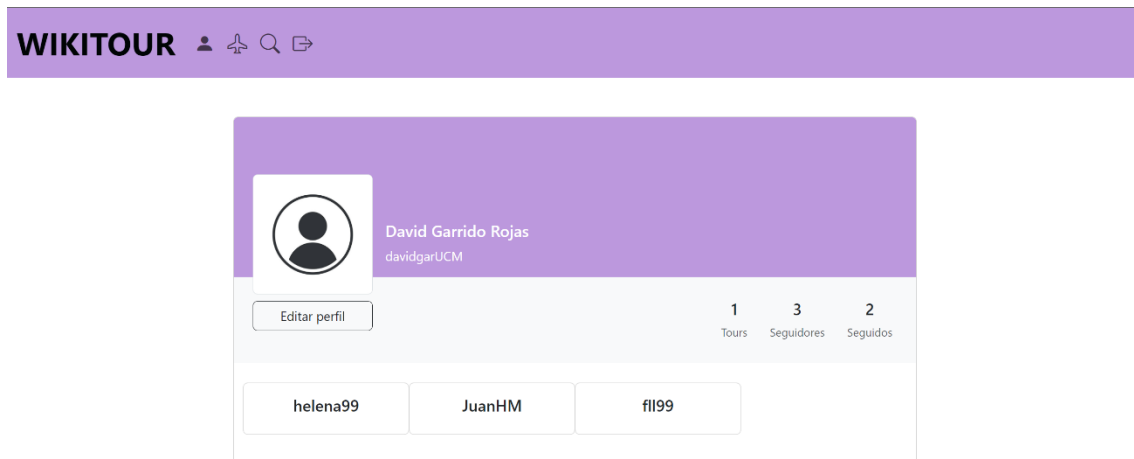 WIKITOUR
David Garrido Rojas
davidgarUCM
Editar perfil
1 3 2
Tours Seguidores Seguidos
helena99 JuanHM fll99